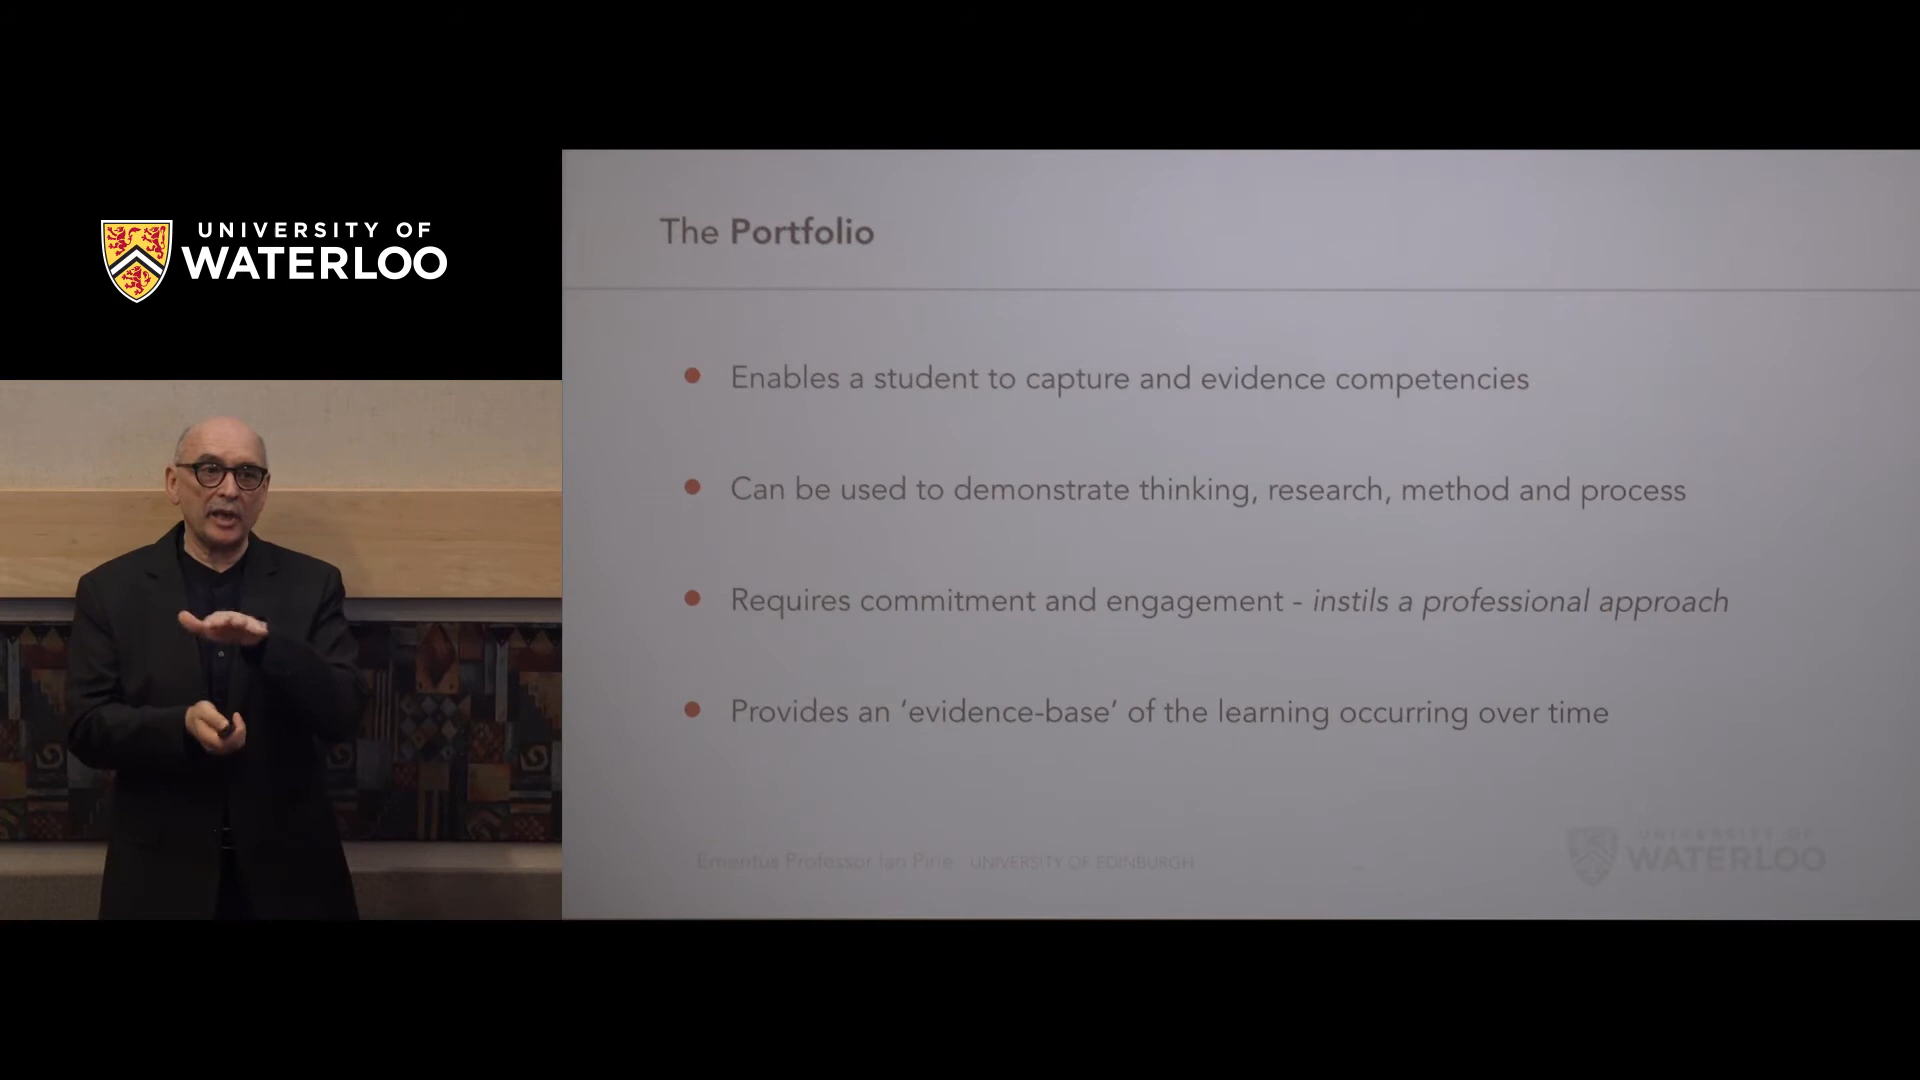 UNIVERSITY OF
WATERLOO
The Portfolio
Enables a student to capture and evidence competencies
Can be used to demonstrate thinking, research, method and process
Requires commitment and engagement - instils a professional approach
Provides an ‘evidence-base’ of the learning occurring over time
Emeritus Professor Ian Pirie UNIVERSITY OF EDINBURGH
UNIVERSITY OF
WATERLOO